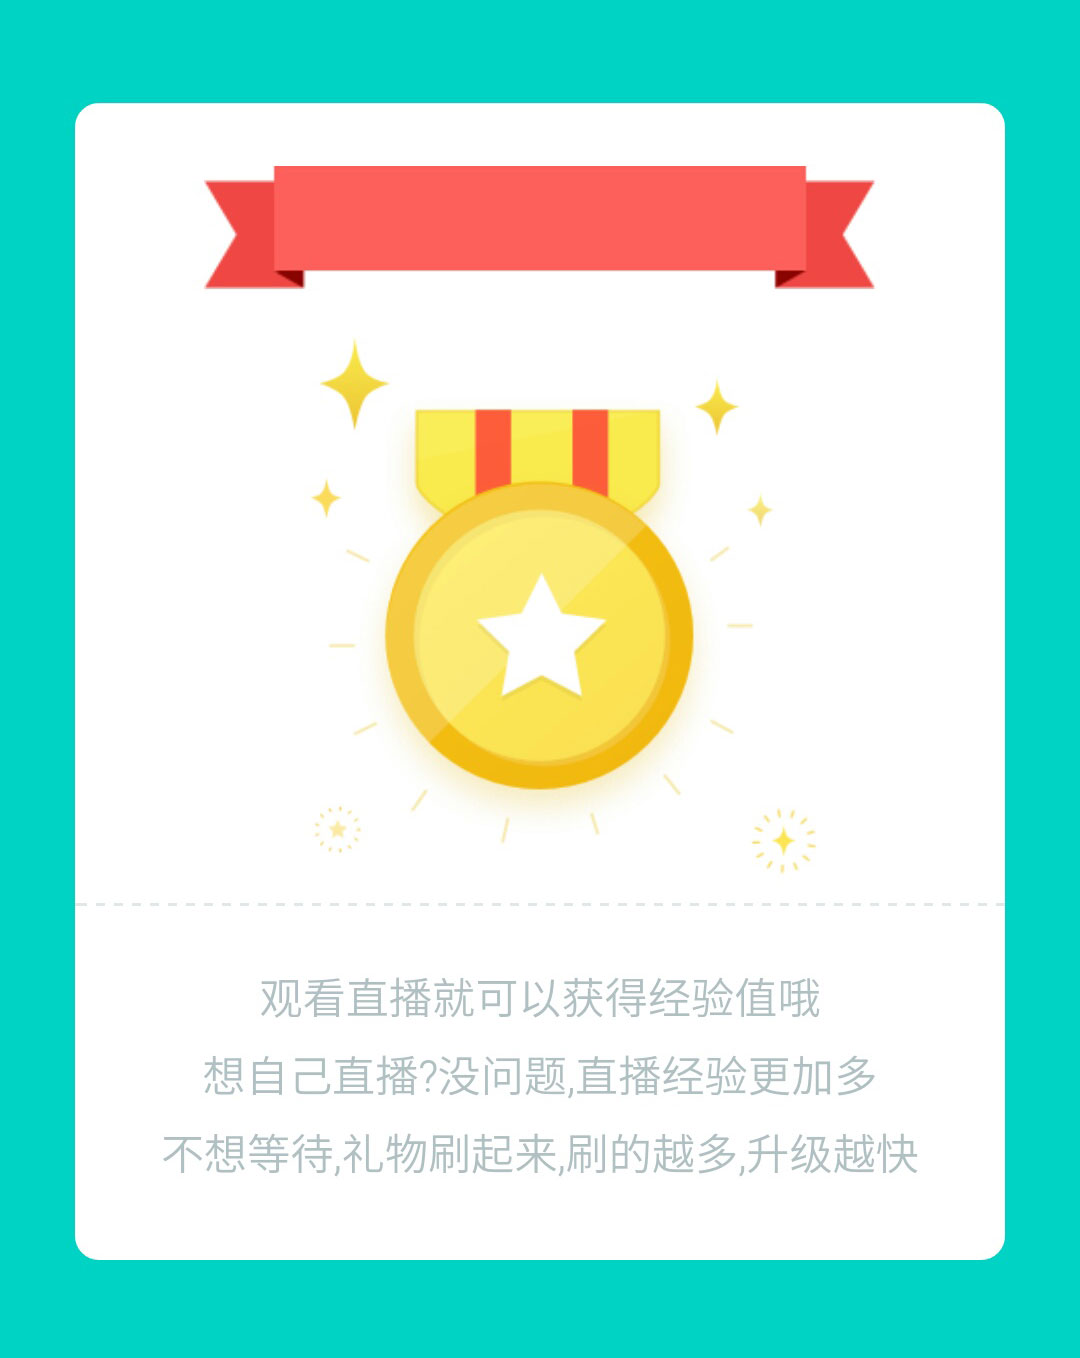 观看直播就可以获得经验值哦
想自己直播?没问题,直播经验更加多
不想等待,礼物刷起来,刷的越多,升级越快